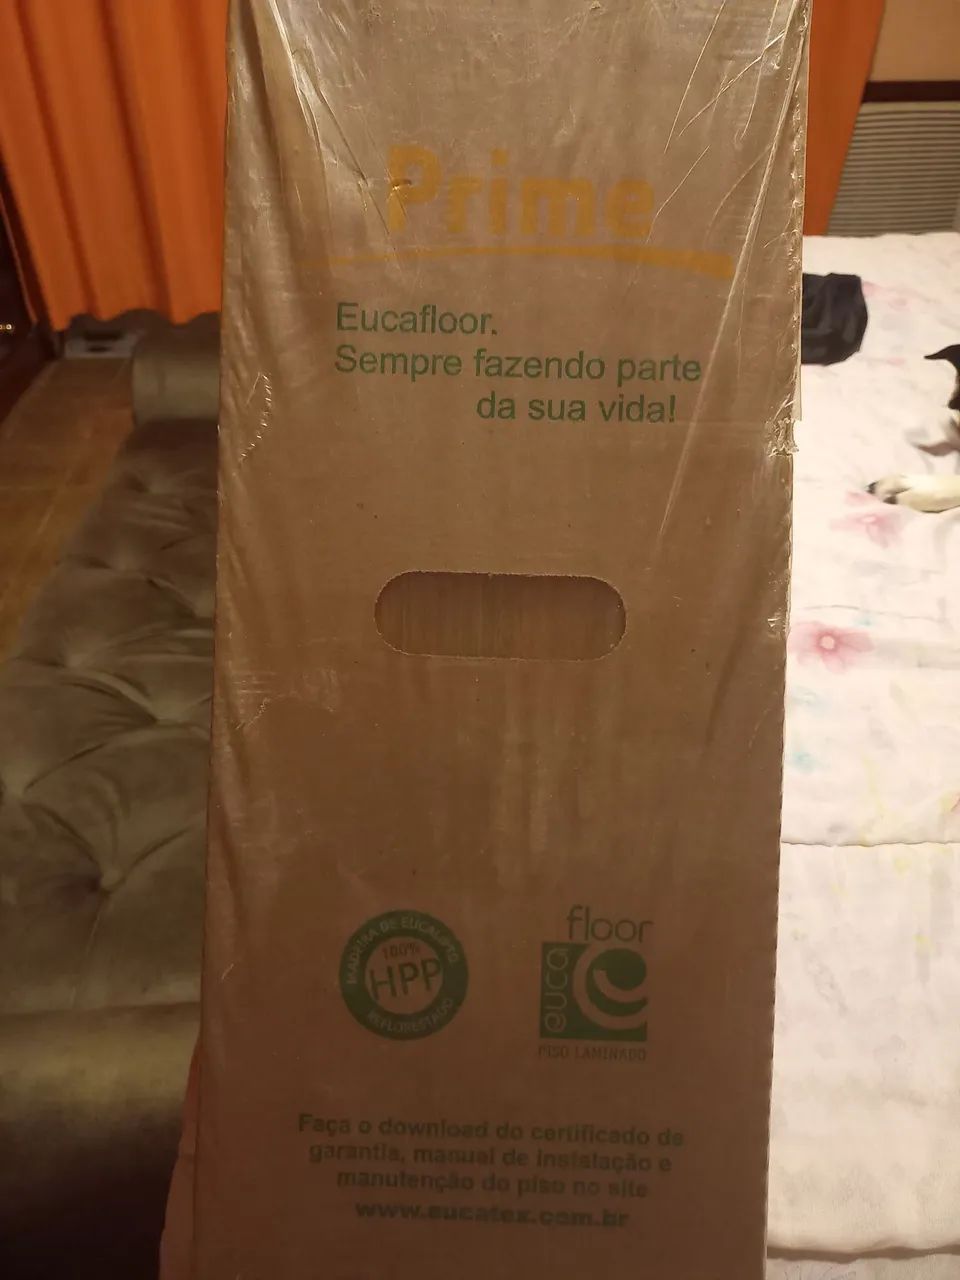 Prime
Eucafloor.
Sempre fazendo parte
da sua vida!
MADEIRA DE EUCALIPTO
100%
HPP
REFLORESTADO
floor
euca
PISO LAMINADO
Faça o download do certificado de
garantia, manual de instalação e
manutenção do piso no site
www.eucatex.com.br